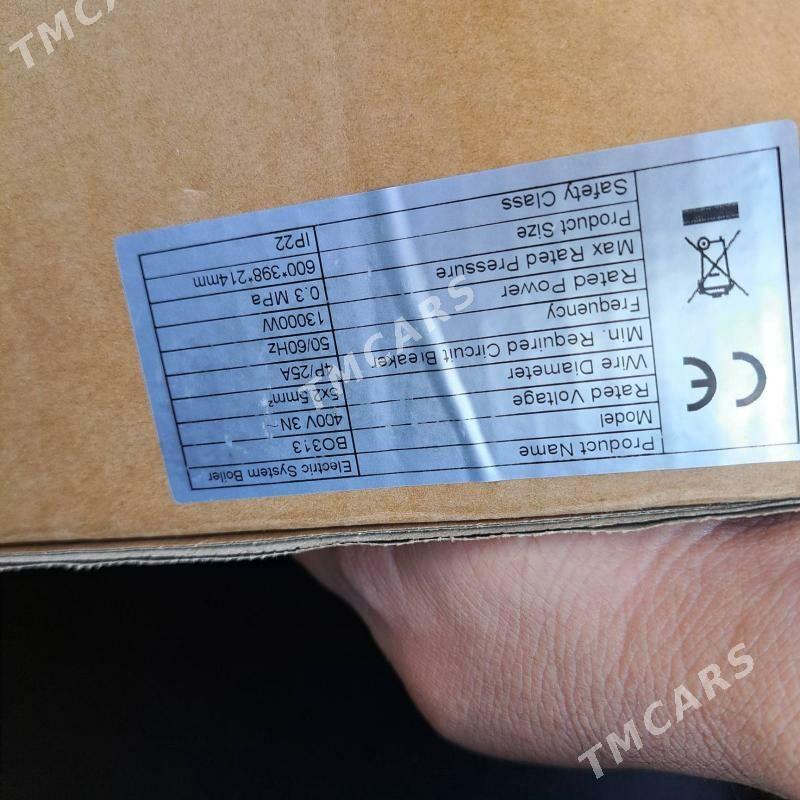 Product Name Electric System Boiler
Model BO313
Rated Voltage 400V 3N~
Wire Diameter 5x2.5mm²
Min. Required Circuit Breaker 4P/25A
Frequency 50/60Hz
Rated Power 13000W
Max Rated Pressure 0.3 MPa
Product Size 600*398*214mm
Safety Class IP22
CE
TMCARS
TMCARS
TMCARS